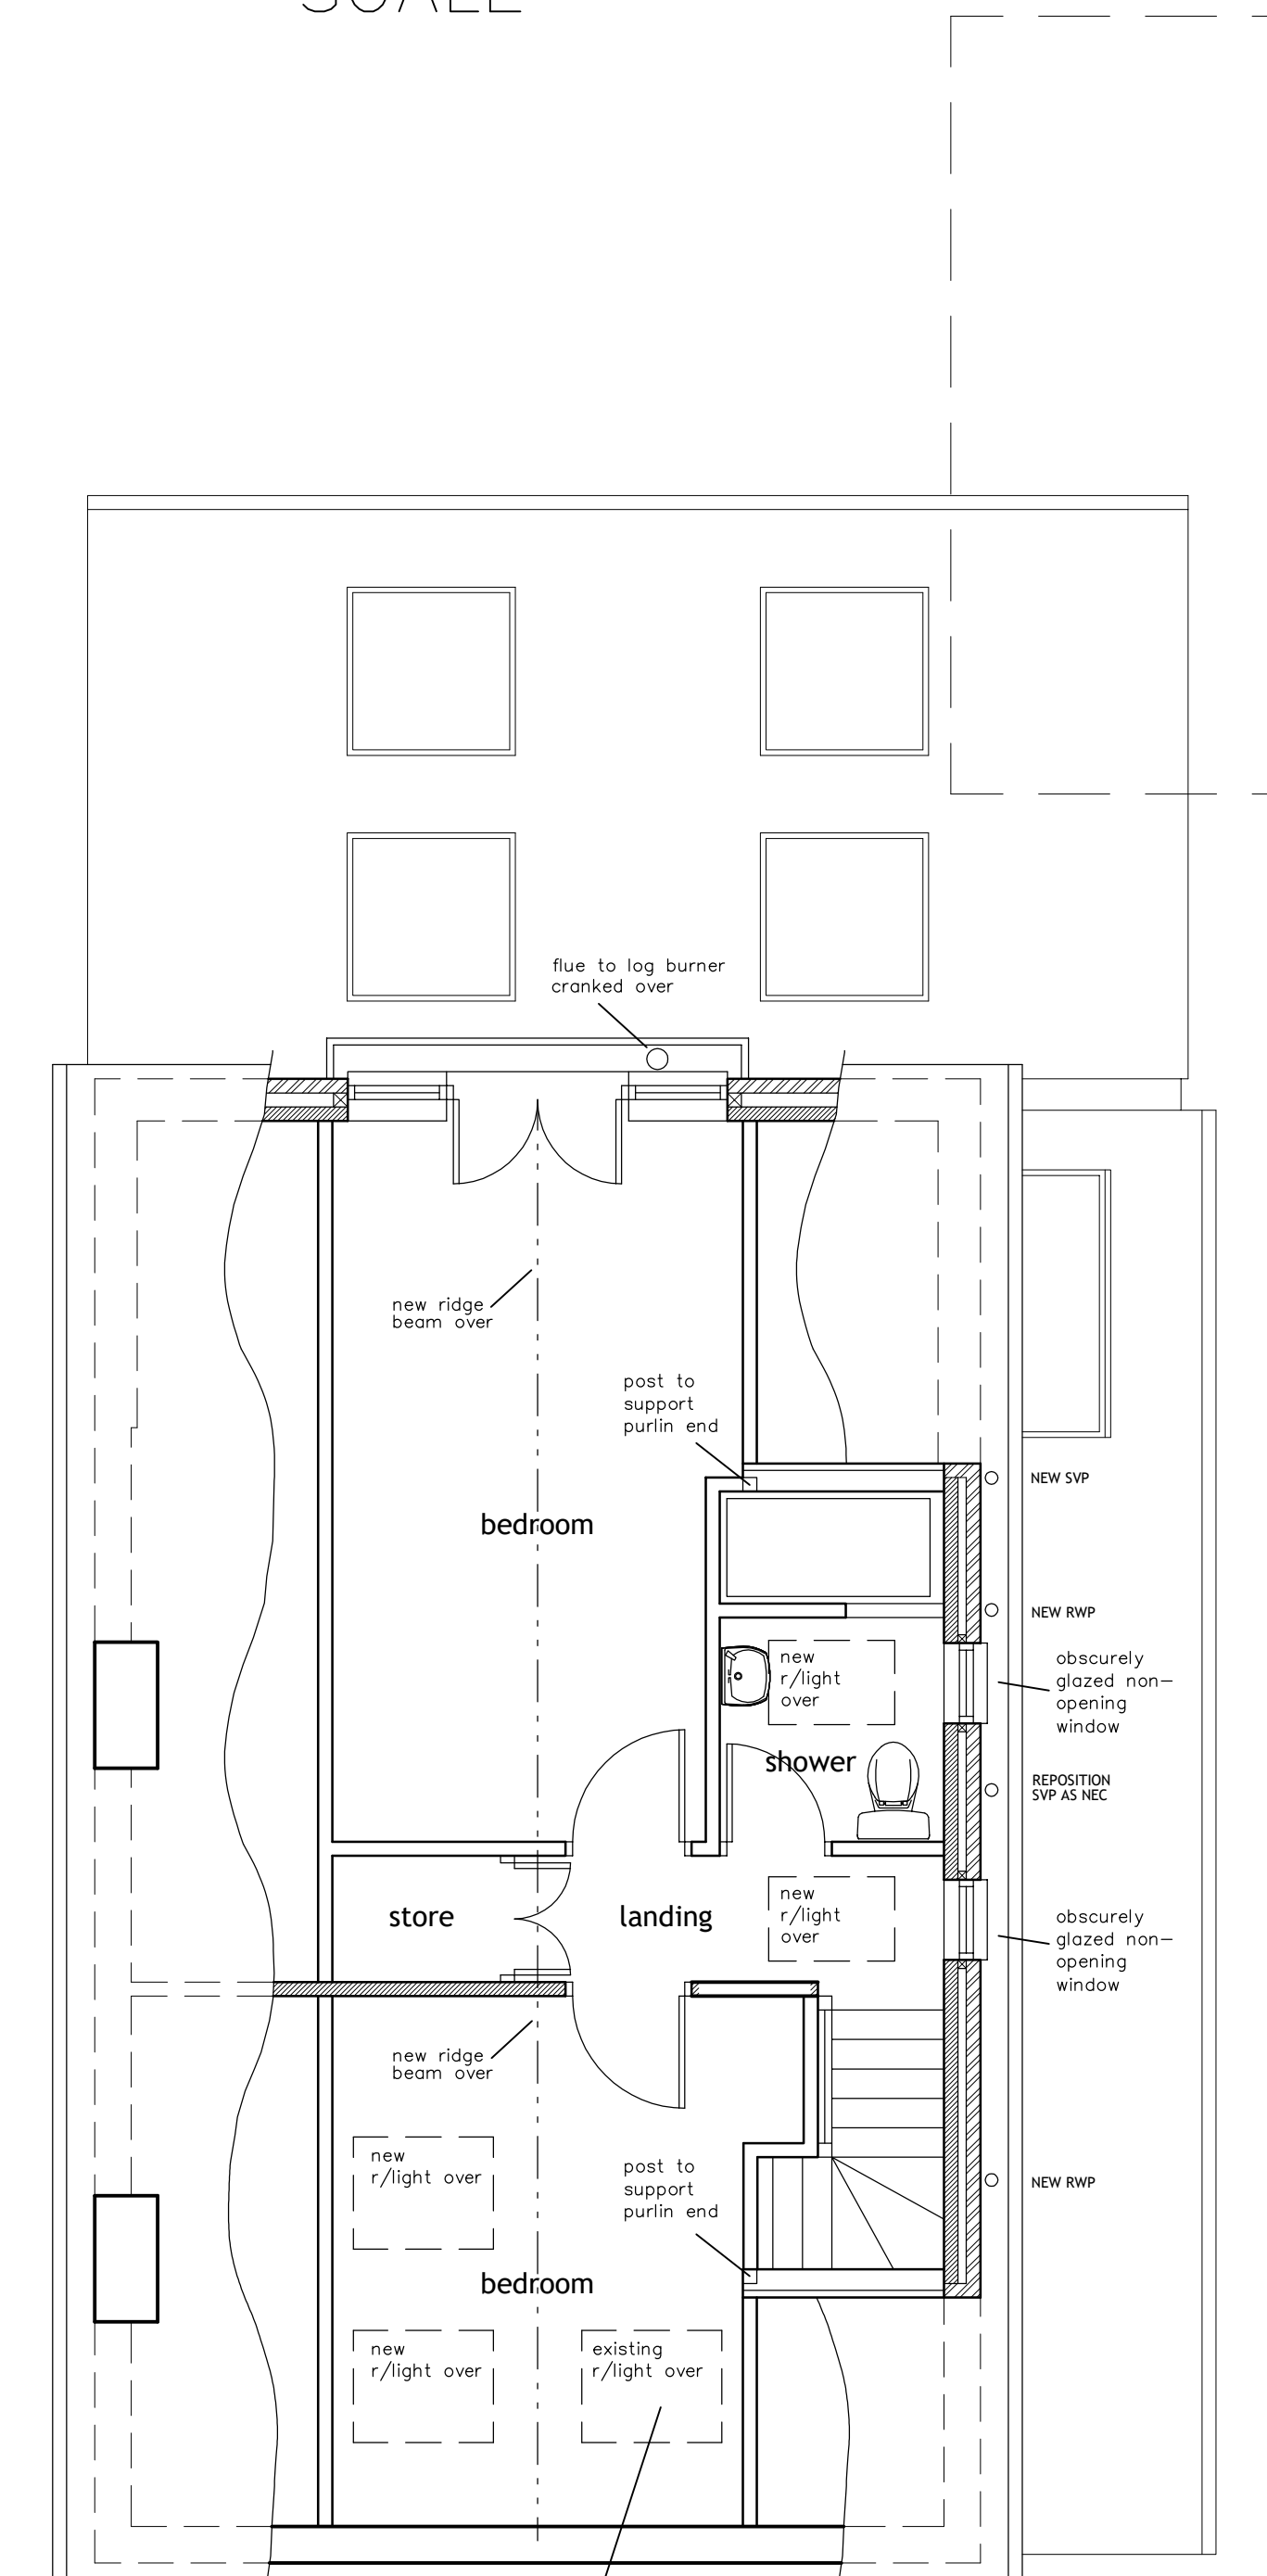 SCALE
flue to log burner
cranked over
new ridge
beam over
post to
support
purlin end
NEW SVP
bedroom
NEW RWP
new
r/light
over
obscurely
glazed non-
opening
window
shower
REPOSITION
SVP AS NEC
store
landing
new
r/light
over
obscurely
glazed non-
opening
window
new ridge
beam over
new
r/light over
post to
support
purlin end
NEW RWP
bedroom
new
r/light over
existing
r/light over